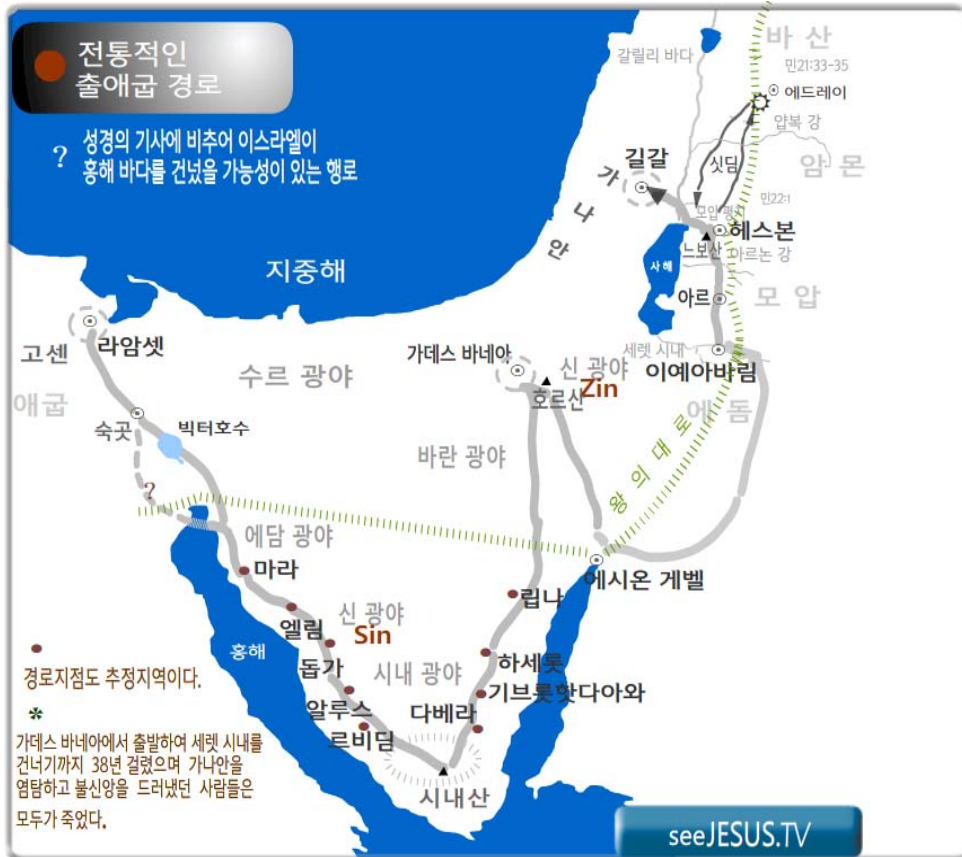 전통적인
출애굽 경로
? 성경의 기사에 비추어 이스라엘이
홍해 바다를 건넜을 가능성이 있는 행로
갈릴리 바다
바 산
민21:33-35
에드레이
얍복 강
싯딤
암 몬
길갈
가
나
안
민22:1
모압
헤스본
느보산
아르논 강
사해
아르
모 압
지중해
세렛 시내
이예아바림
에 돔
라암셋
고센
애굽
수르 광야
가데스 바네아
신 광야
Zin
호르산
숙곳
빅터호수
바란 광야
왕의 대로
?
에담 광야
마라
에시온 게벨
립나
엘림
신 광야
Sin
홍해
돕가
시내 광야
하세롯
기브롯핫다아와
알루스
다베라
르비딤
시내산
경로지점도 추정지역이다.
*
가데스 바네아에서 출발하여 세렛 시내를
건너기까지 38년 걸렸으며 가나안을
염탐하고 불신앙을 드러냈던 사람들은
모두가 죽었다.
seeJESUS.TV